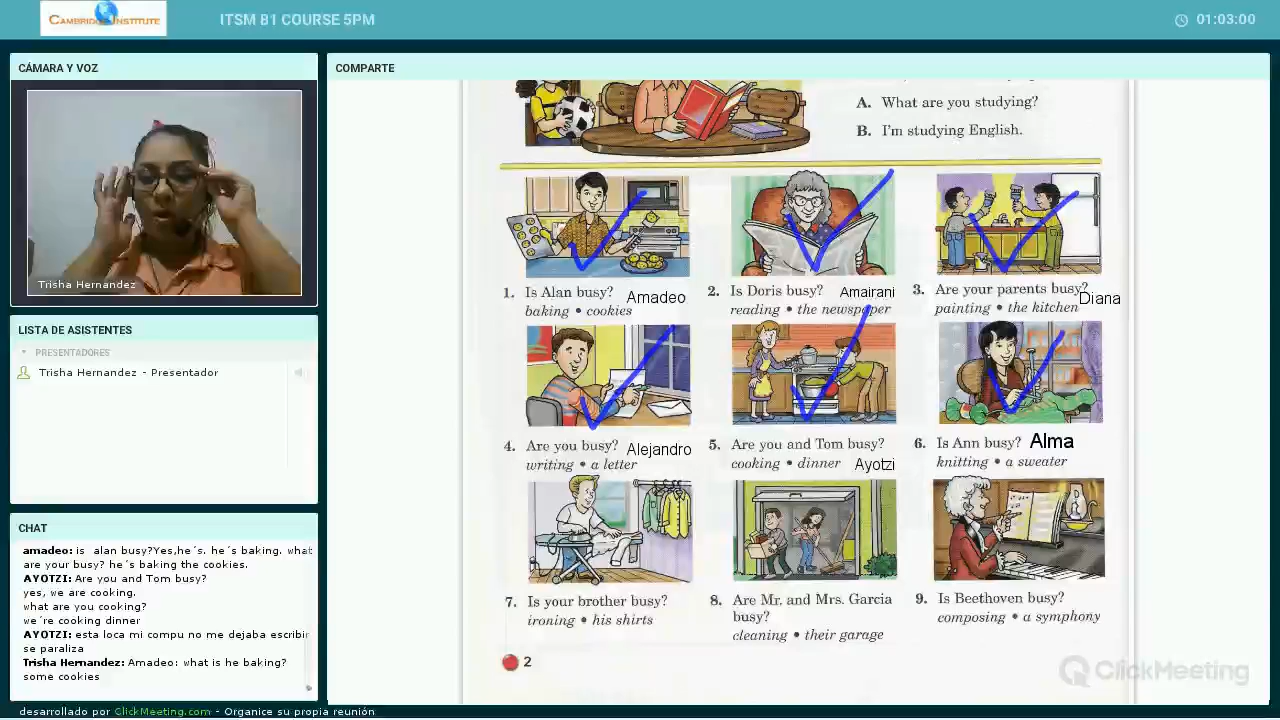 CAMBRIDGE INSTITUTE
ITSM B1 COURSE 5PM
01:03:00
CÁMARA Y VOZ
Trisha Hernandez
LISTA DE ASISTENTES
PRESENTADORES
Trisha Hernandez - Presentador
CHAT
amadeo: is alan busy?Yes,he´s. he´s baking. what
are your busy? he´s baking the cookies.
AYOTZI: Are you and Tom busy?
yes, we are cooking.
what are you cooking?
we´re cooking dinner
AYOTZI: esta loca mi compu no me dejaba escribir
se paraliza
Trisha Hernandez: Amadeo: what is he baking?
some cookies
COMPARTE
A. What are you studying?
B. I'm studying English.
1. Is Alan busy? Amadeo
baking • cookies
2. Is Doris busy? Amairani
reading • the newspaper
3. Are your parents busy? Diana
painting • the kitchen
4. Are you busy? Alejandro
writing • a letter
5. Are you and Tom busy?
cooking • dinner Ayotzi
6. Is Ann busy? Alma
knitting • a sweater
7. Is your brother busy?
ironing • his shirts
8. Are Mr. and Mrs. Garcia
busy?
cleaning • their garage
9. Is Beethoven busy?
composing • a symphony
2
ClickMeeting
desarrollado por ClickMeeting.com - Organice su propia reunión